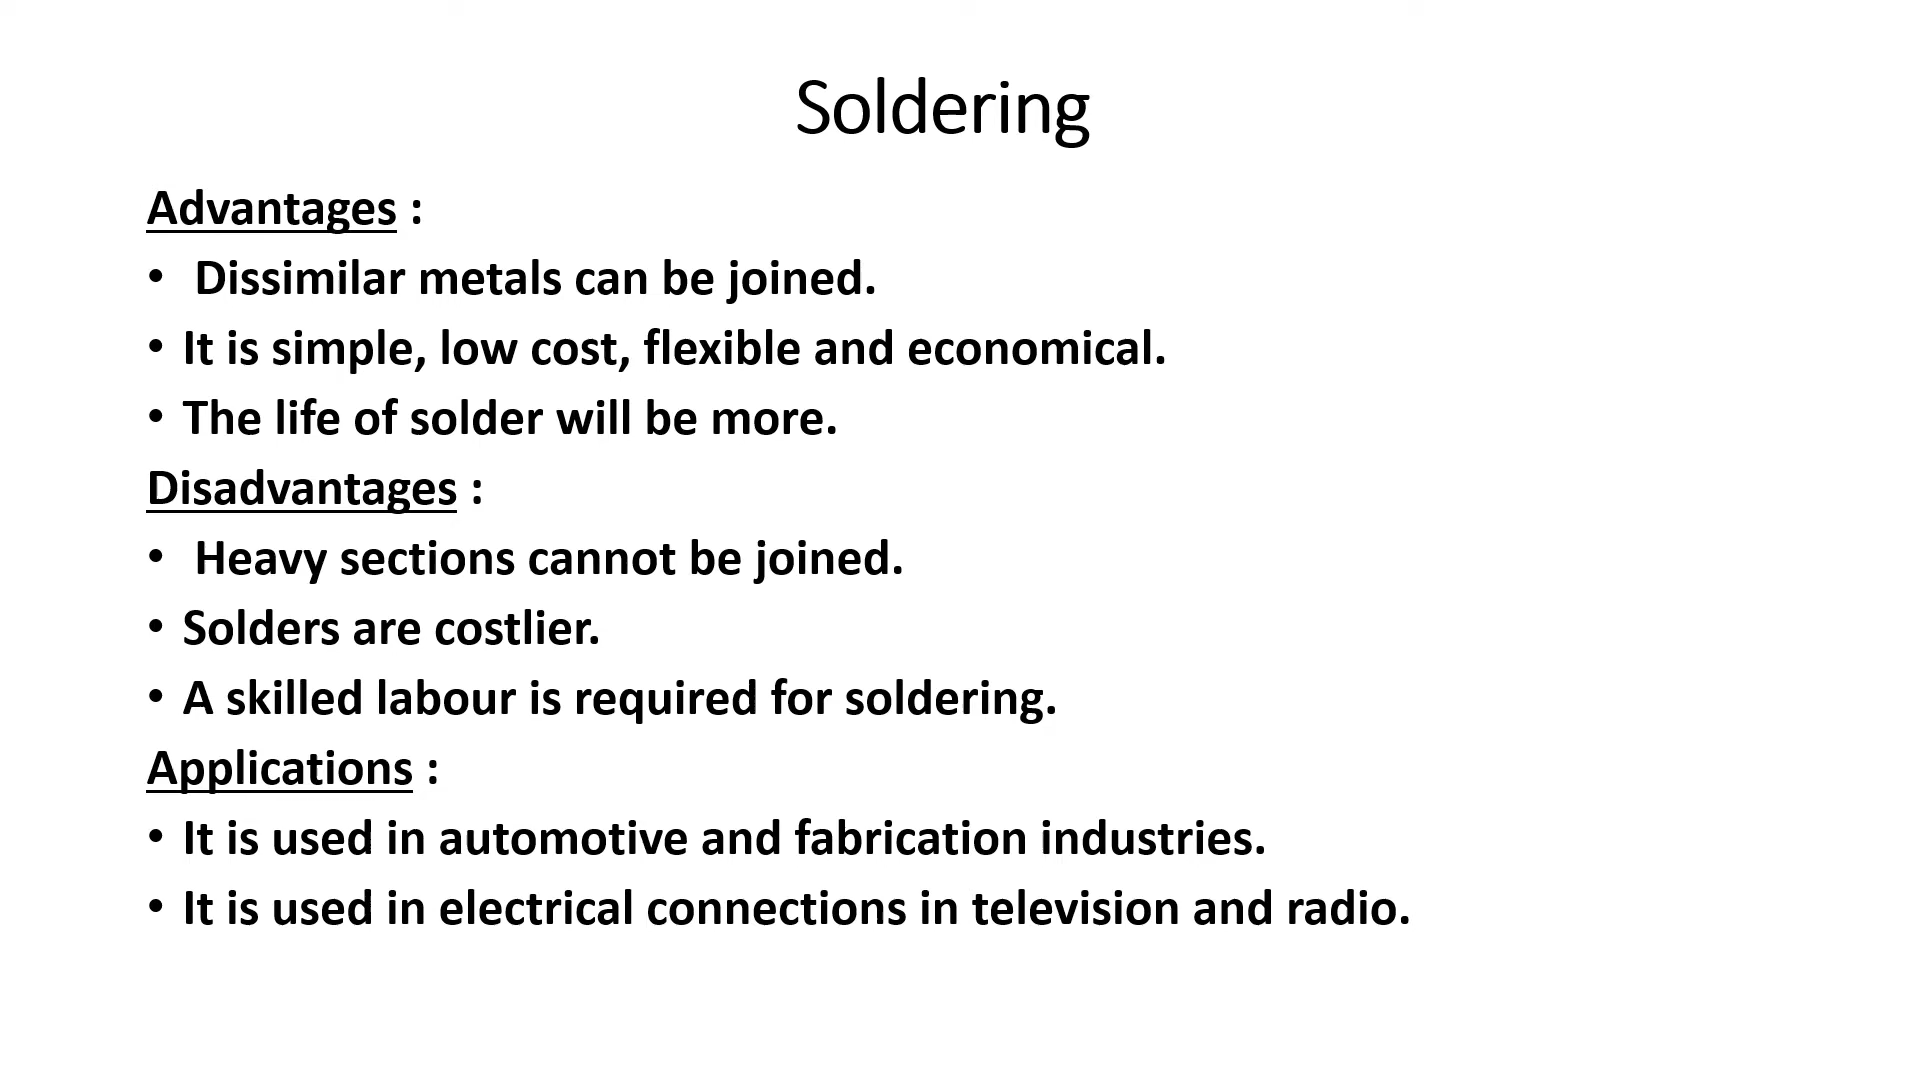 Soldering
Advantages :
• Dissimilar metals can be joined.
• It is simple, low cost, flexible and economical.
• The life of solder will be more.
Disadvantages :
• Heavy sections cannot be joined.
• Solders are costlier.
• A skilled labour is required for soldering.
Applications :
• It is used in automotive and fabrication industries.
• It is used in electrical connections in television and radio.